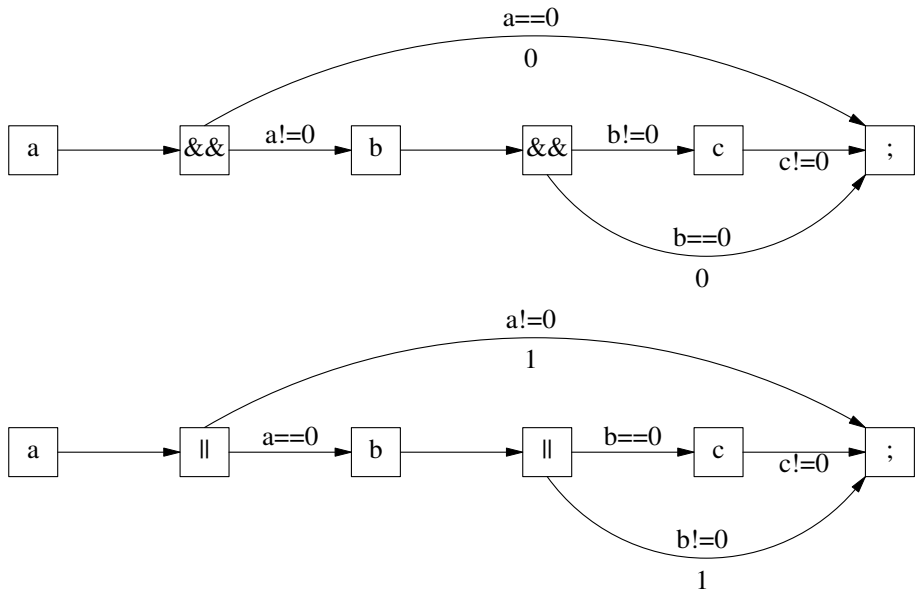 a==0
0
a && a!=0 b && b!=0 c c!=0 ;
b==0
0
a!=0
1
a || a==0 b || b==0 c c!=0 ;
b!=0
1